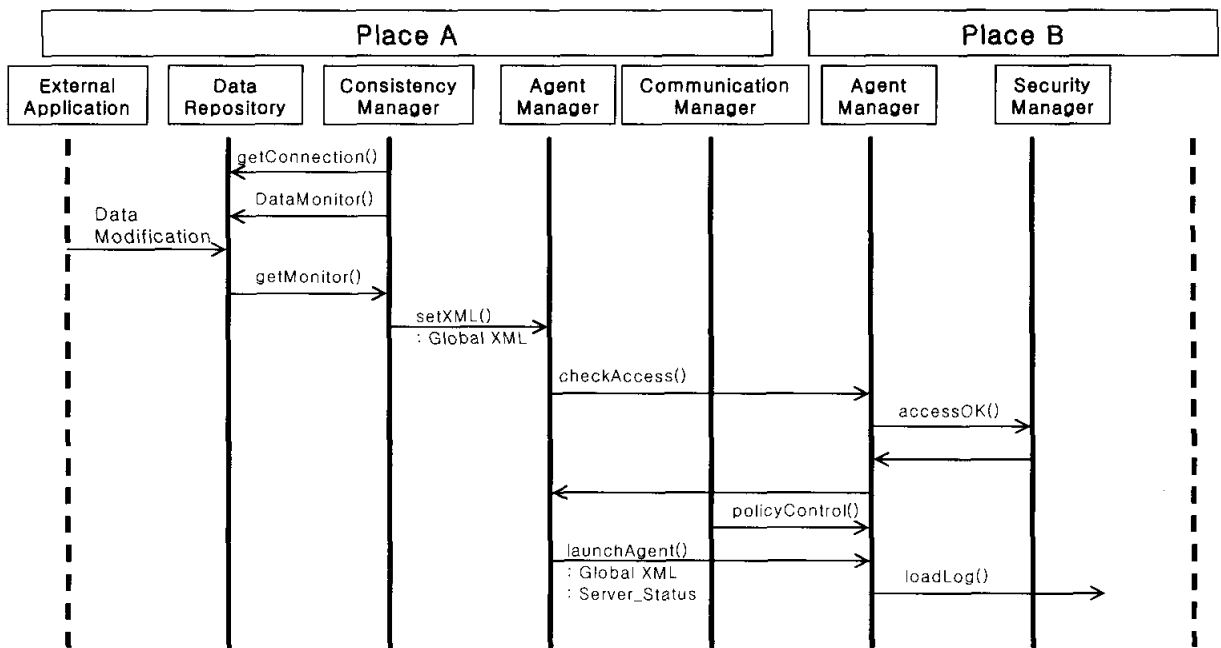 Place A
Place B
External
Application
Data
Repository
Consistency
Manager
Agent
Manager
Communication
Manager
Agent
Manager
Security
Manager
getConnection()
DataMonitor()
Data
Modification
getMonitor()
setXML()
: Global XML
checkAccess()
accessOK()
policyControl()
launchAgent()
: Global XML
: Server_Status
loadLog()